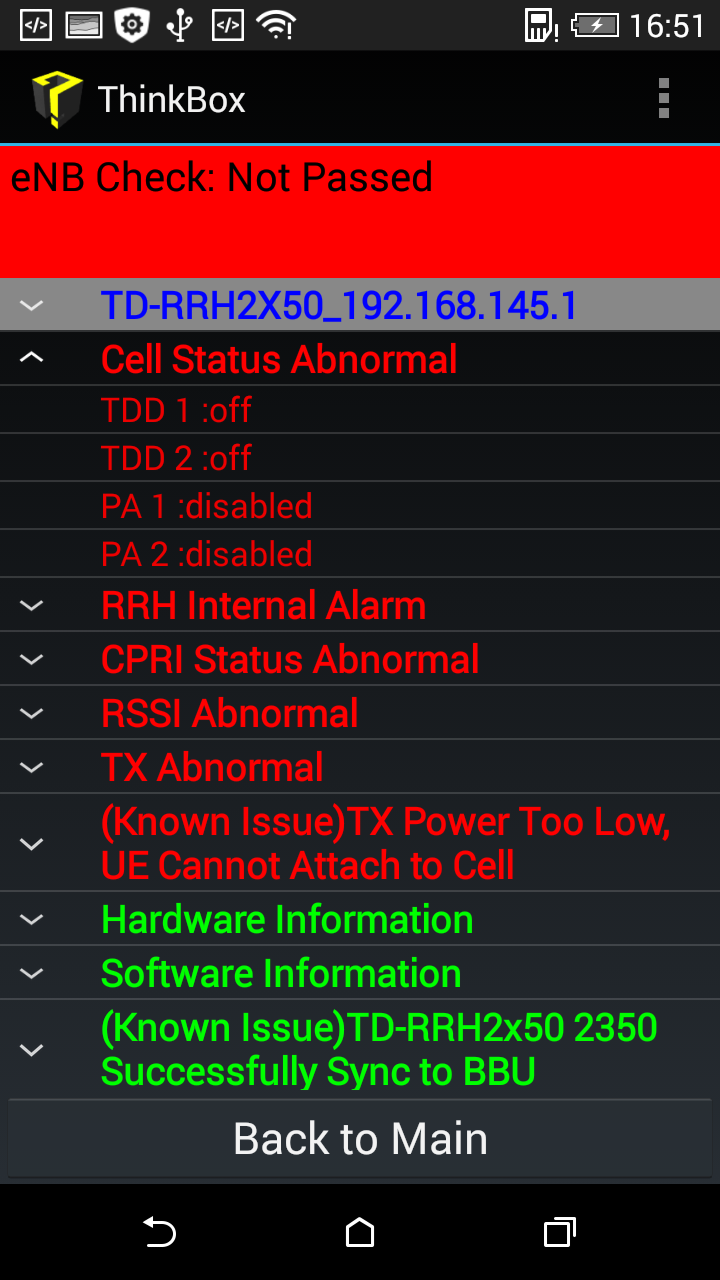 16:51
ThinkBox
eNB Check: Not Passed
TD-RRH2X50_192.168.145.1
Cell Status Abnormal
TDD 1 :off
TDD 2 :off
PA 1 :disabled
PA 2 :disabled
RRH Internal Alarm
CPRI Status Abnormal
RSSI Abnormal
TX Abnormal
(Known Issue)TX Power Too Low,
UE Cannot Attach to Cell
Hardware Information
Software Information
(Known Issue)TD-RRH2x50 2350
Successfully Sync to BBU
Back to Main